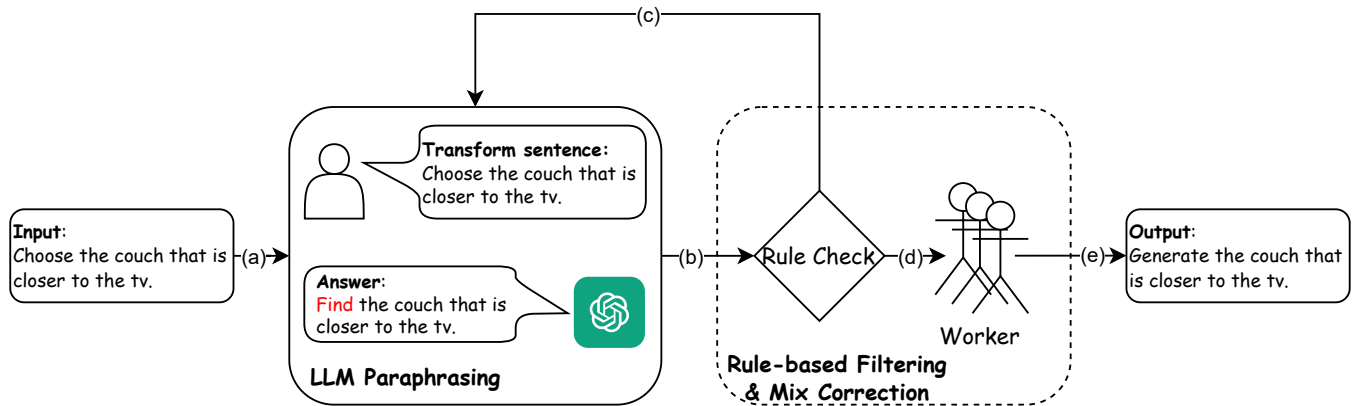 (c)
Input:
Choose the couch that is
closer to the tv.
(a)
Transform sentence:
Choose the couch that is
closer to the tv.
Answer:
Find the couch that is
closer to the tv.
LLM Paraphrasing
(b)
Rule Check
(d)
Worker
Rule-based Filtering
& Mix Correction
(e)
Output:
Generate the couch that
is closer to the tv.